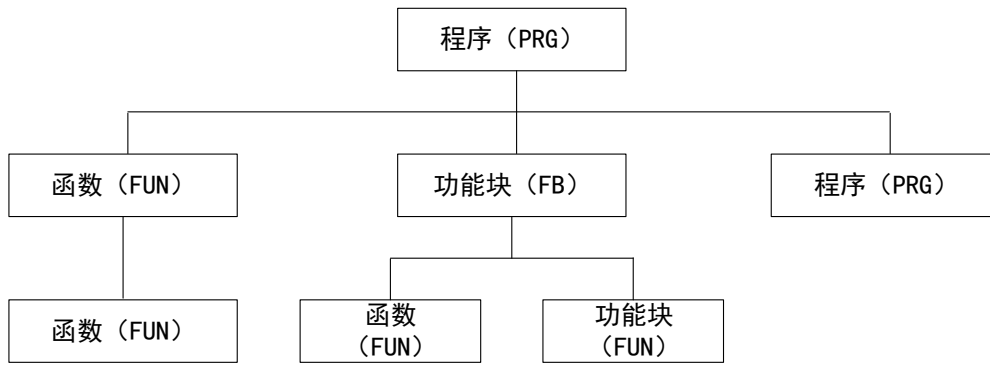 程序（PRG）
函数（FUN）
功能块（FB）
程序（PRG）
函数（FUN）
函数
（FUN）
功能块
（FUN）